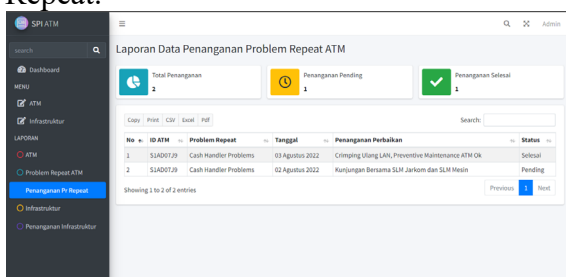 Repeat.
SPI ATM
Admin
search
Laporan Data Penanganan Problem Repeat ATM
Dashboard
MENU
ATM
Infrastruktur
LAPORAN
ATM
Problem Repeat ATM
Penanganan Pr Repeat
Infrastruktur
Penanganan Infrastruktur
Total Penanganan
2
Penanganan Pending
1
Penanganan Selesai
1
Copy Print CSV Excel Pdf
Search:
No ID ATM Problem Repeat Tanggal Penanganan Perbaikan Status
1 S1AD07J9 Cash Handler Problems 03 Agustus 2022 Crimping Ulang LAN, Preventive Maintenance ATM Ok Selesai
2 S1AD07J9 Cash Handler Problems 02 Agustus 2022 Kunjungan Bersama SLM Jarkom dan SLM Mesin Pending
Showing 1 to 2 of 2 entries
Previous 1 Next